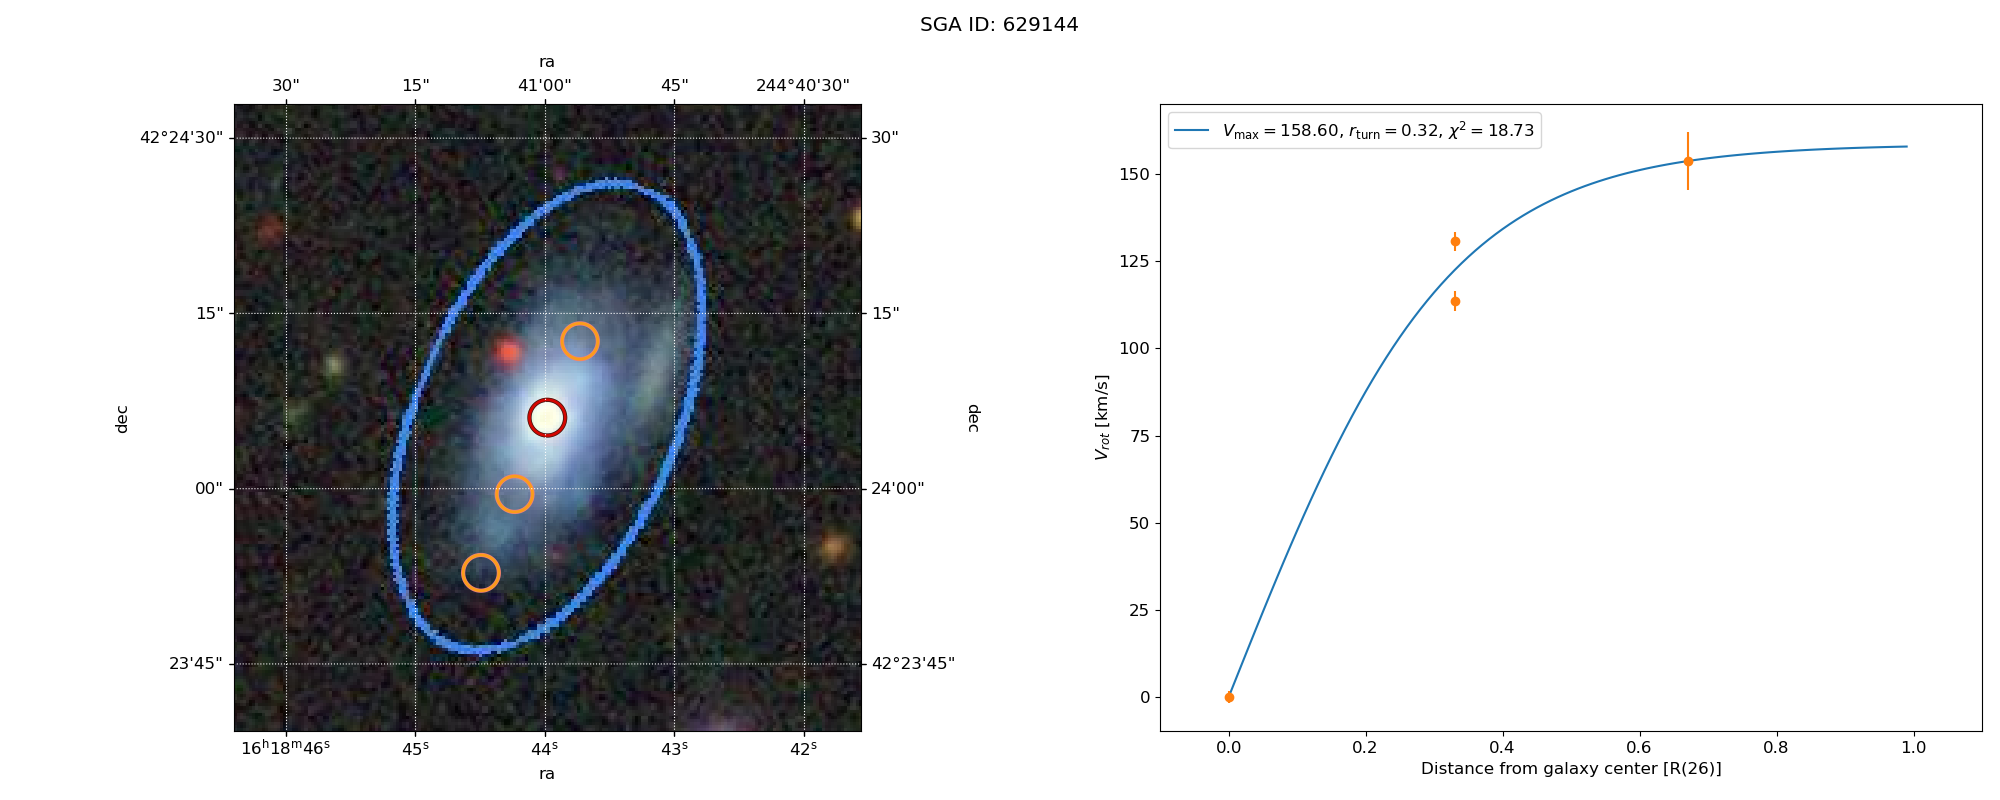 SGA ID: 629144
ra
30" 15" 41'00" 45" 244°40'30"
42°24'30"
15"
00"
23'45"
dec
30"
15"
24'00"
42°23'45"
dec
16ʰ18ᵐ46ˢ 45ˢ 44ˢ 43ˢ 42ˢ
ra
V_max = 158.60, r_turn = 0.32, χ² = 18.73
150
125
100
75
50
25
0
V_rot [km/s]
0.0 0.2 0.4 0.6 0.8 1.0
Distance from galaxy center [R(26)]